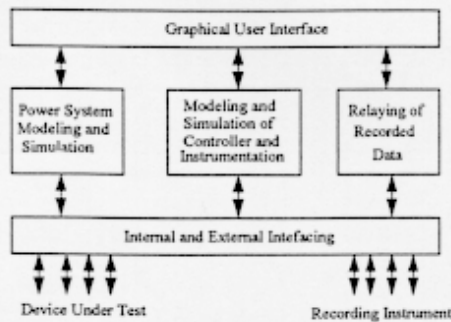 Graphical User Interface
Power System
Modeling and
Simulation
Modeling and
Simulation of
Controller and
Instrumentation
Relaying of
Recorded
Data
Internal and External Intefacing
Device Under Test
Recording Instrument